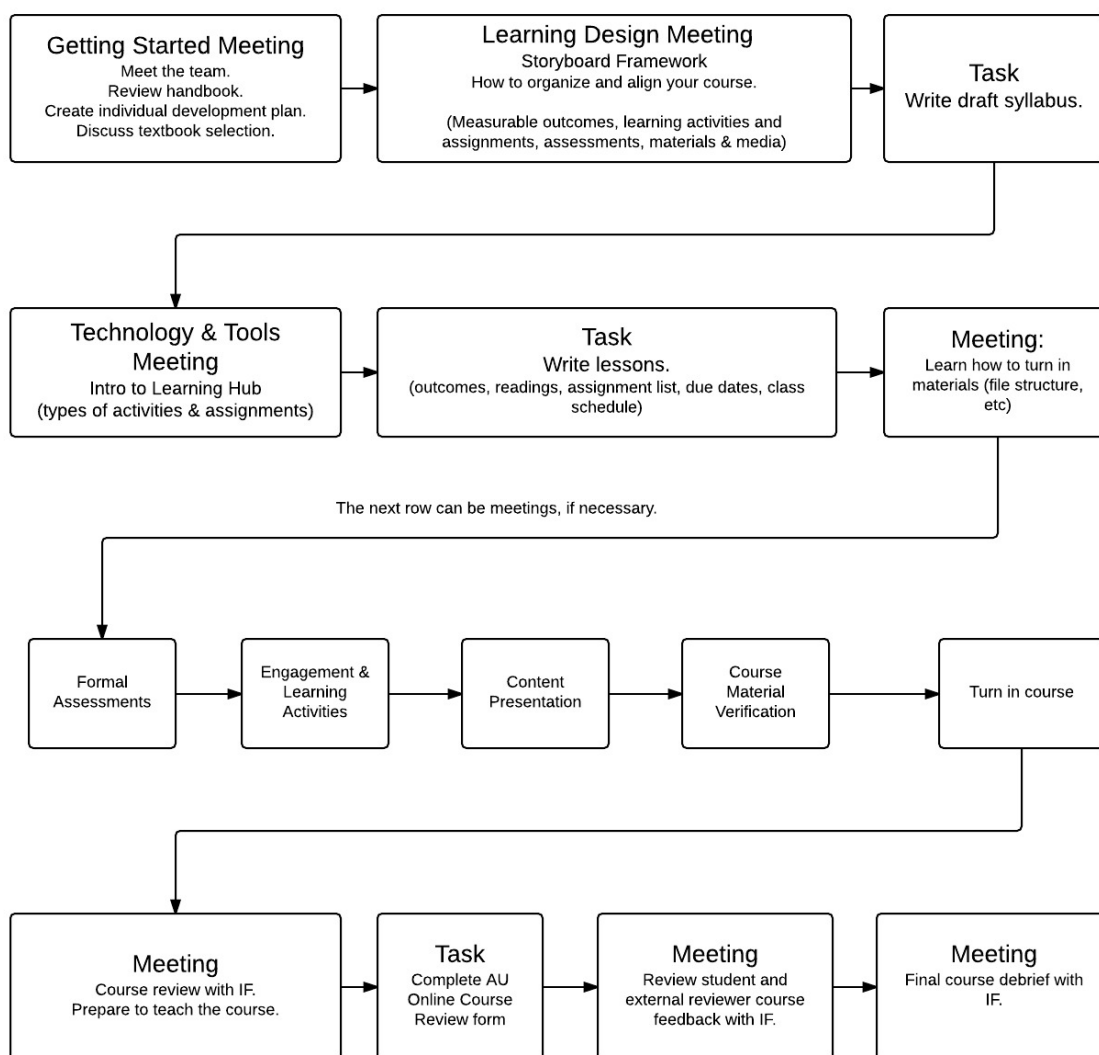 Getting Started Meeting
Meet the team.
Review handbook.
Create individual development plan.
Discuss textbook selection.
Learning Design Meeting
Storyboard Framework
How to organize and align your course.
(Measurable outcomes, learning activities and
assignments, assessments, materials & media)
Task
Write draft syllabus.
Technology & Tools
Meeting
Intro to Learning Hub
(types of activities & assignments)
Task
Write lessons.
(outcomes, readings, assignment list, due dates, class
schedule)
Meeting:
Learn how to turn in
materials (file structure,
etc)
The next row can be meetings, if necessary.
Formal
Assessments
Engagement &
Learning
Activities
Content
Presentation
Course
Material
Verification
Turn in course
Meeting
Course review with IF.
Prepare to teach the course.
Task
Complete AU
Online Course
Review form
Meeting
Review student and
external reviewer course
feedback with IF.
Meeting
Final course debrief with
IF.